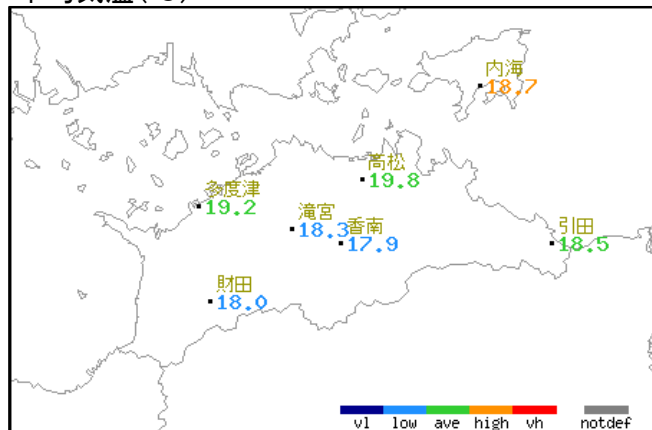 内海
18.7
高松
19.8
多度津
19.2
滝宮
18.3
香南
17.9
引田
18.5
財田
18.0
vl low ave high vh notdef